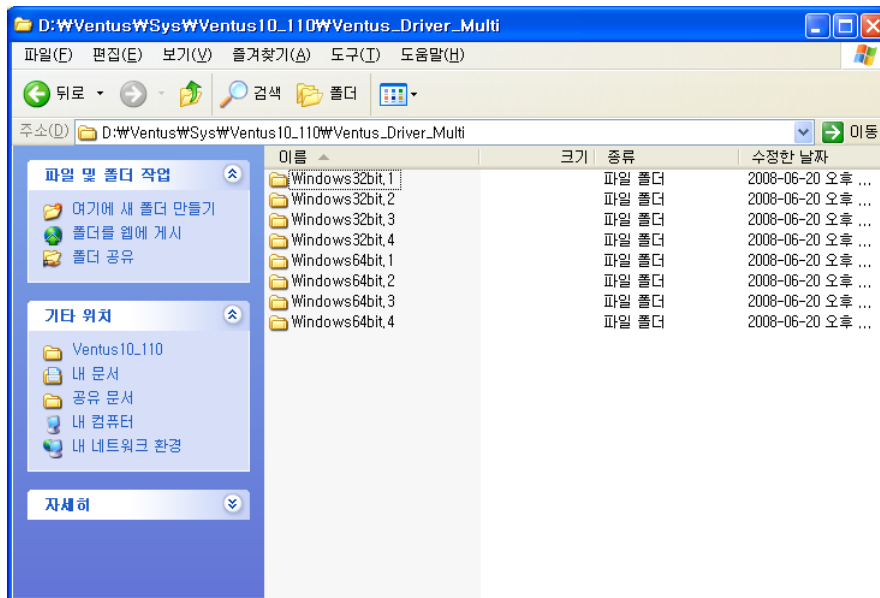 D:₩Ventus₩Sys₩Ventus10_110₩Ventus_Driver_Multi
파일(F) 편집(E) 보기(V) 즐겨찾기(A) 도구(T) 도움말(H)
뒤로 검색 폴더
주소(D) D:₩Ventus₩Sys₩Ventus10_110₩Ventus_Driver_Multi 이동
이름 크기 종류 수정한 날짜
파일 및 폴더 작업
여기에 새 폴더 만들기
폴더를 웹에 게시
폴더 공유
기타 위치
Ventus10_110
내 문서
공유 문서
내 컴퓨터
내 네트워크 환경
자세히
Windows32bit,1 파일 폴더 2008-06-20 오후 ...
Windows32bit,2 파일 폴더 2008-06-20 오후 ...
Windows32bit,3 파일 폴더 2008-06-20 오후 ...
Windows32bit,4 파일 폴더 2008-06-20 오후 ...
Windows64bit,1 파일 폴더 2008-06-20 오후 ...
Windows64bit,2 파일 폴더 2008-06-20 오후 ...
Windows64bit,3 파일 폴더 2008-06-20 오후 ...
Windows64bit,4 파일 폴더 2008-06-20 오후 ...